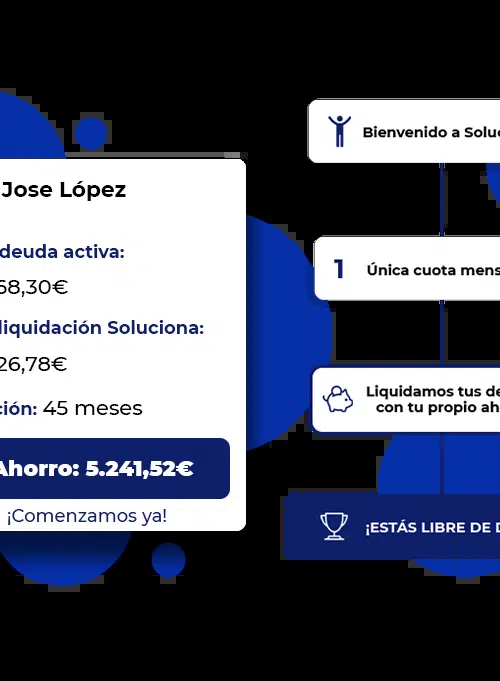 Jose López
deuda activa:
68,30€
liquidación Soluciona:
26,78€
ción: 45 meses
Ahorro: 5.241,52€
¡Comenzamos ya!
Bienvenido a Soluc
1 Única cuota mens
Liquidamos tus de
con tu propio aho
¡ESTÁS LIBRE DE D